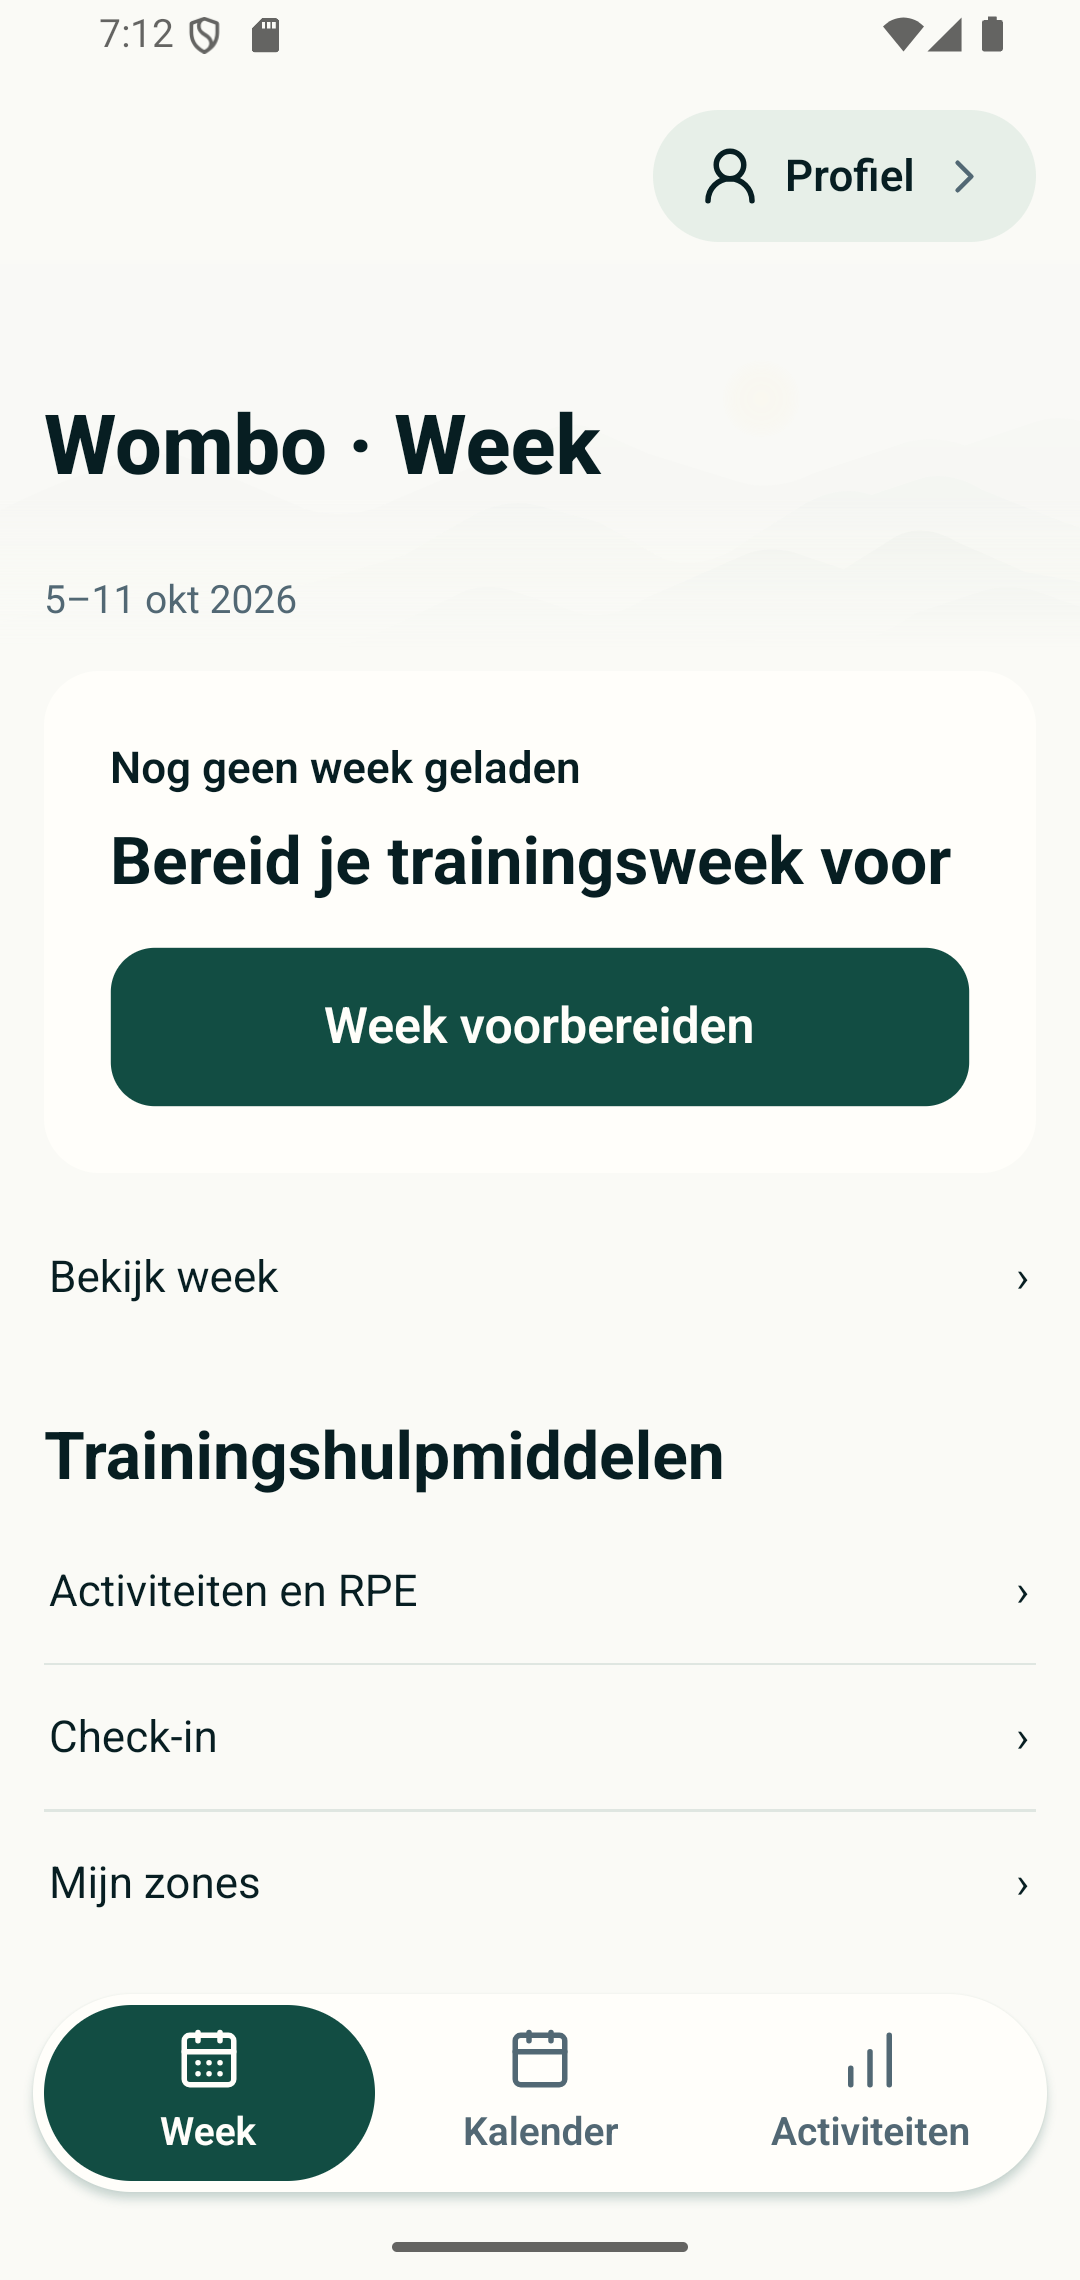 7:12
Profiel
Wombo · Week
5–11 okt 2026
Nog geen week geladen
Bereid je trainingsweek voor
Week voorbereiden
Bekijk week ›
Trainingshulpmiddelen
Activiteiten en RPE ›
Check-in ›
Mijn zones ›
Week Kalender Activiteiten